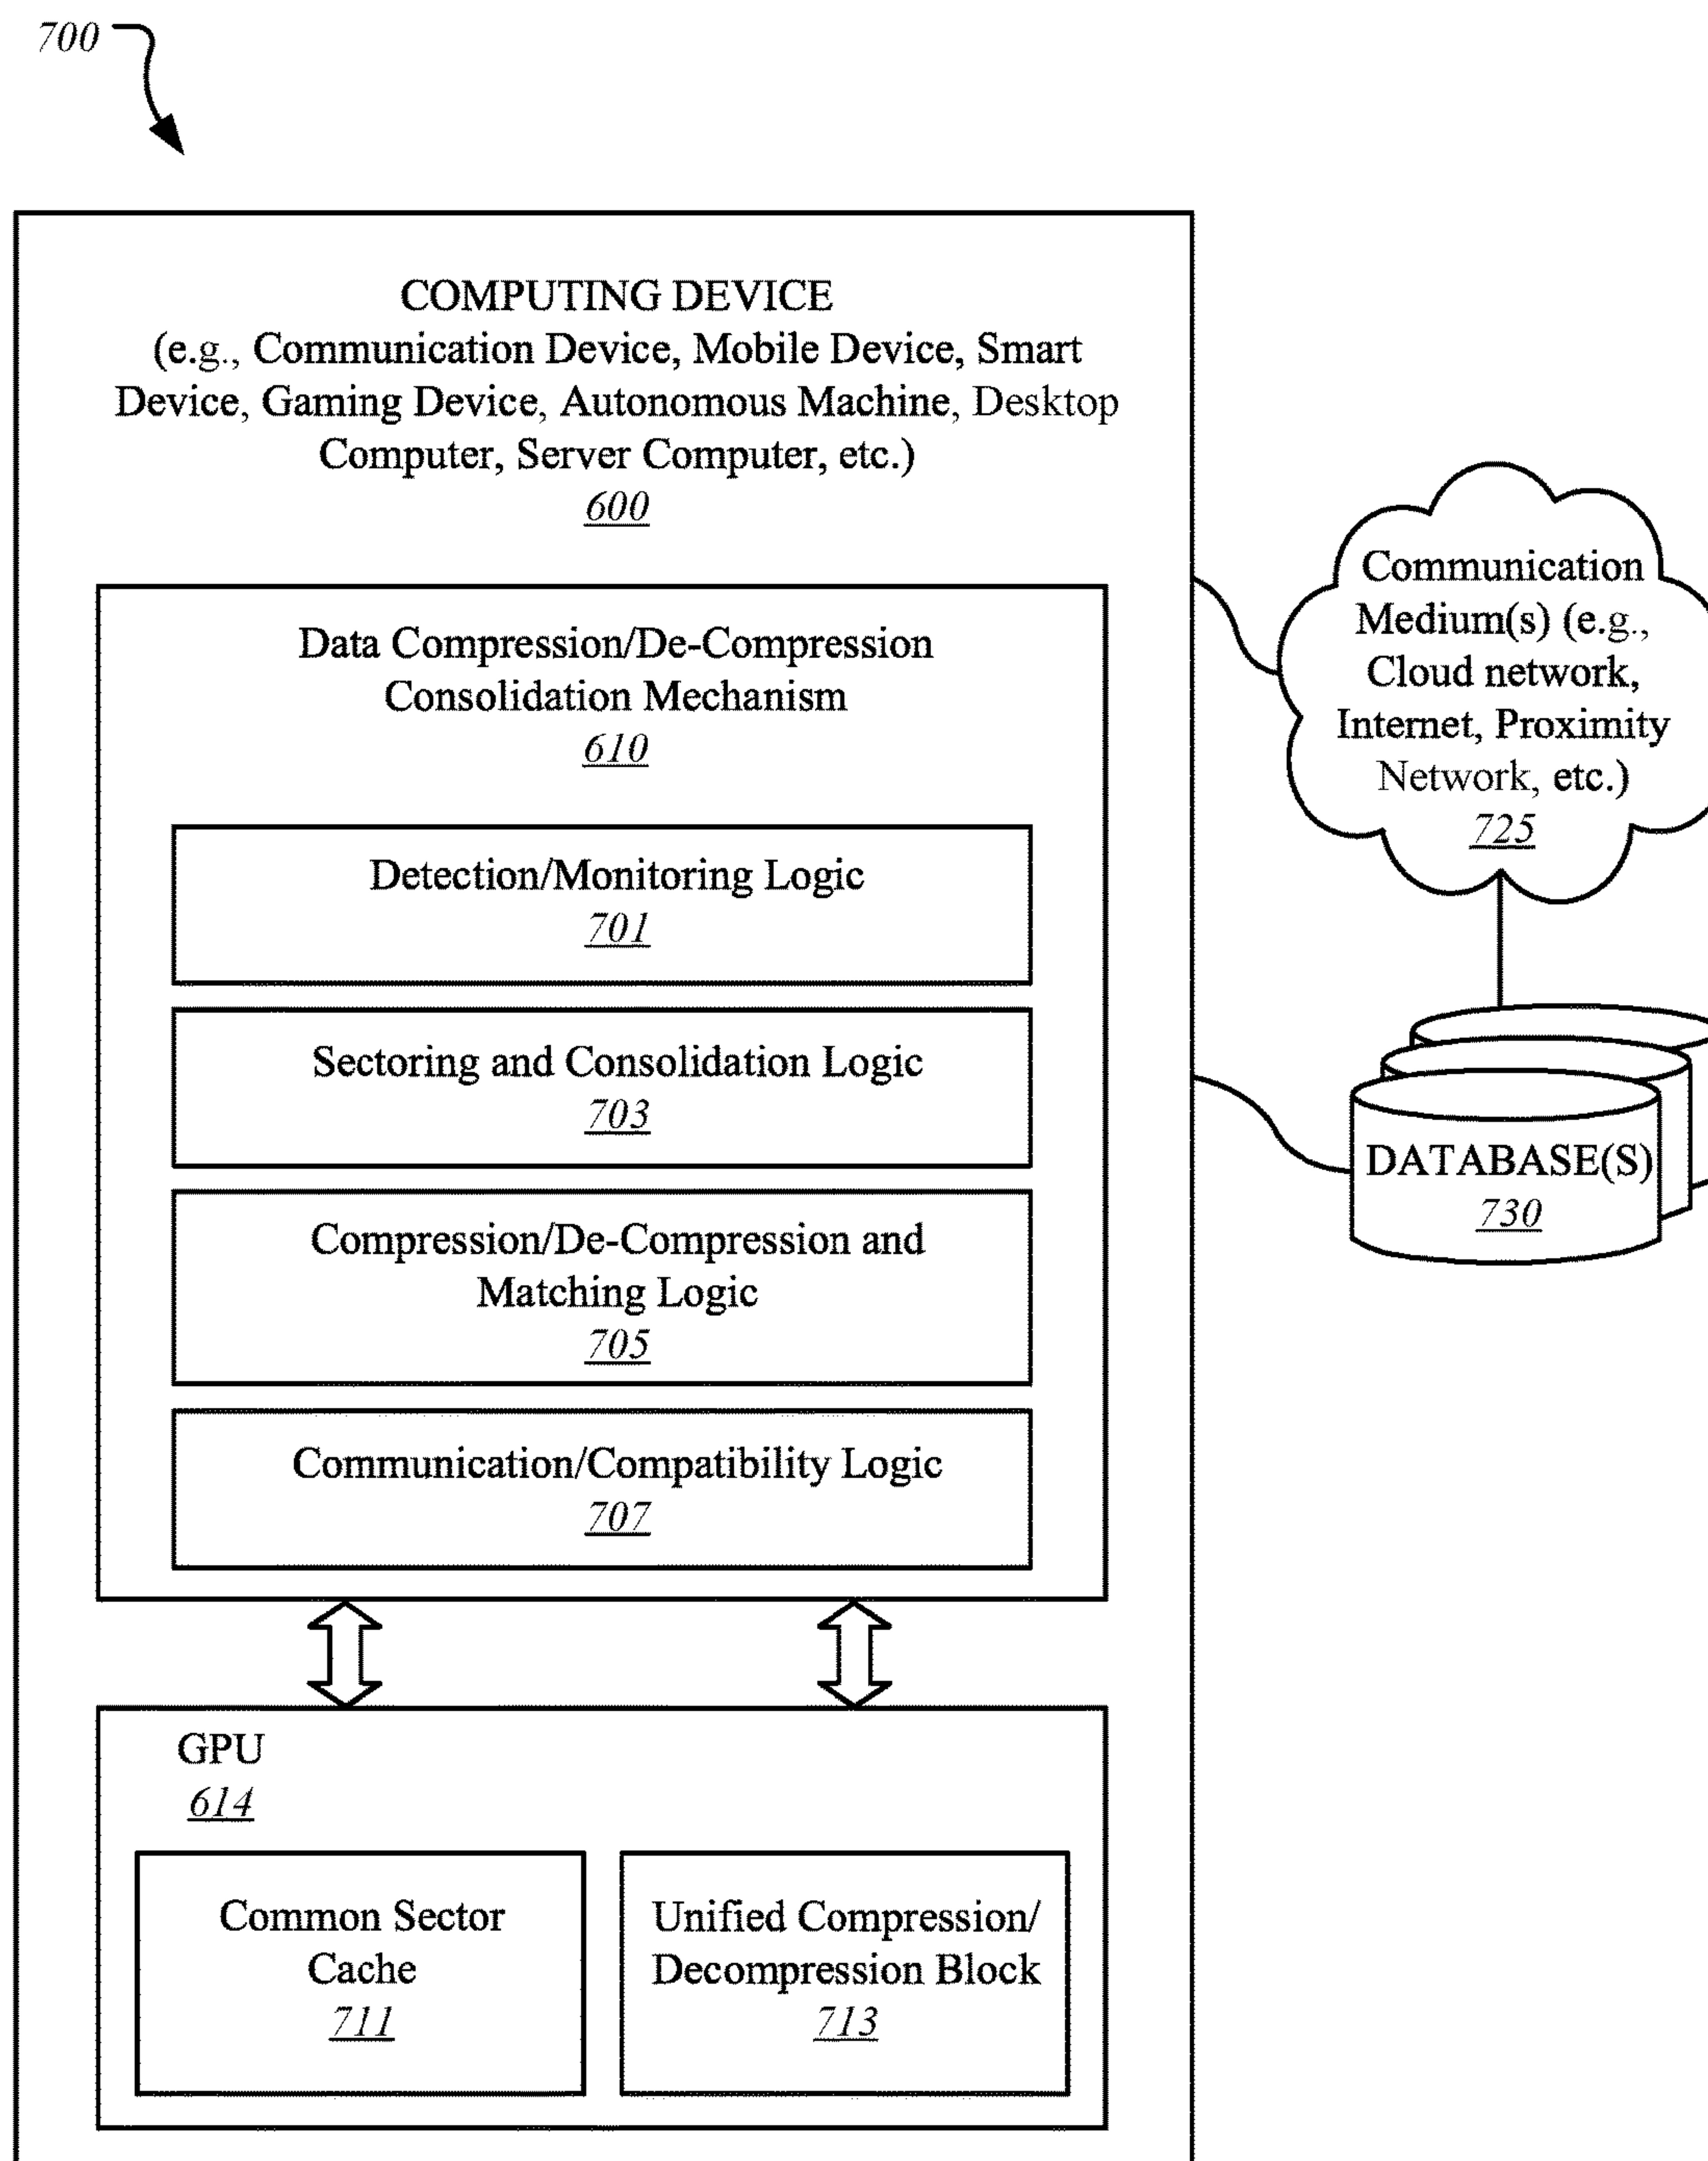 700
COMPUTING DEVICE
(e.g., Communication Device, Mobile Device, Smart
Device, Gaming Device, Autonomous Machine, Desktop
Computer, Server Computer, etc.)
600
Data Compression/De-Compression
Consolidation Mechanism
610
Detection/Monitoring Logic
701
Sectoring and Consolidation Logic
703
Compression/De-Compression and
Matching Logic
705
Communication/Compatibility Logic
707
GPU
614
Common Sector
Cache
711
Unified Compression/
Decompression Block
713
Communication
Medium(s) (e.g.,
Cloud network,
Internet, Proximity
Network, etc.)
725
DATABASE(S)
730